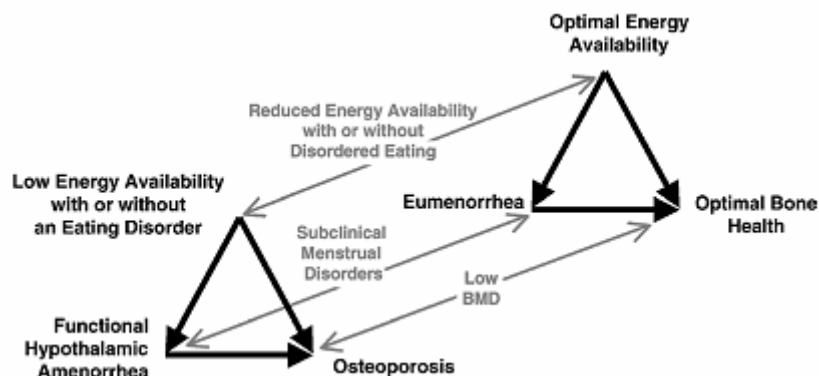 Optimal Energy
Availability
Reduced Energy Availability
with or without
Disordered Eating
Low Energy Availability
with or without
an Eating Disorder
Eumenorrhea
Optimal Bone
Health
Subclinical
Menstrual
Disorders
Low
BMD
Functional
Hypothalamic
Amenorrhea
Osteoporosis